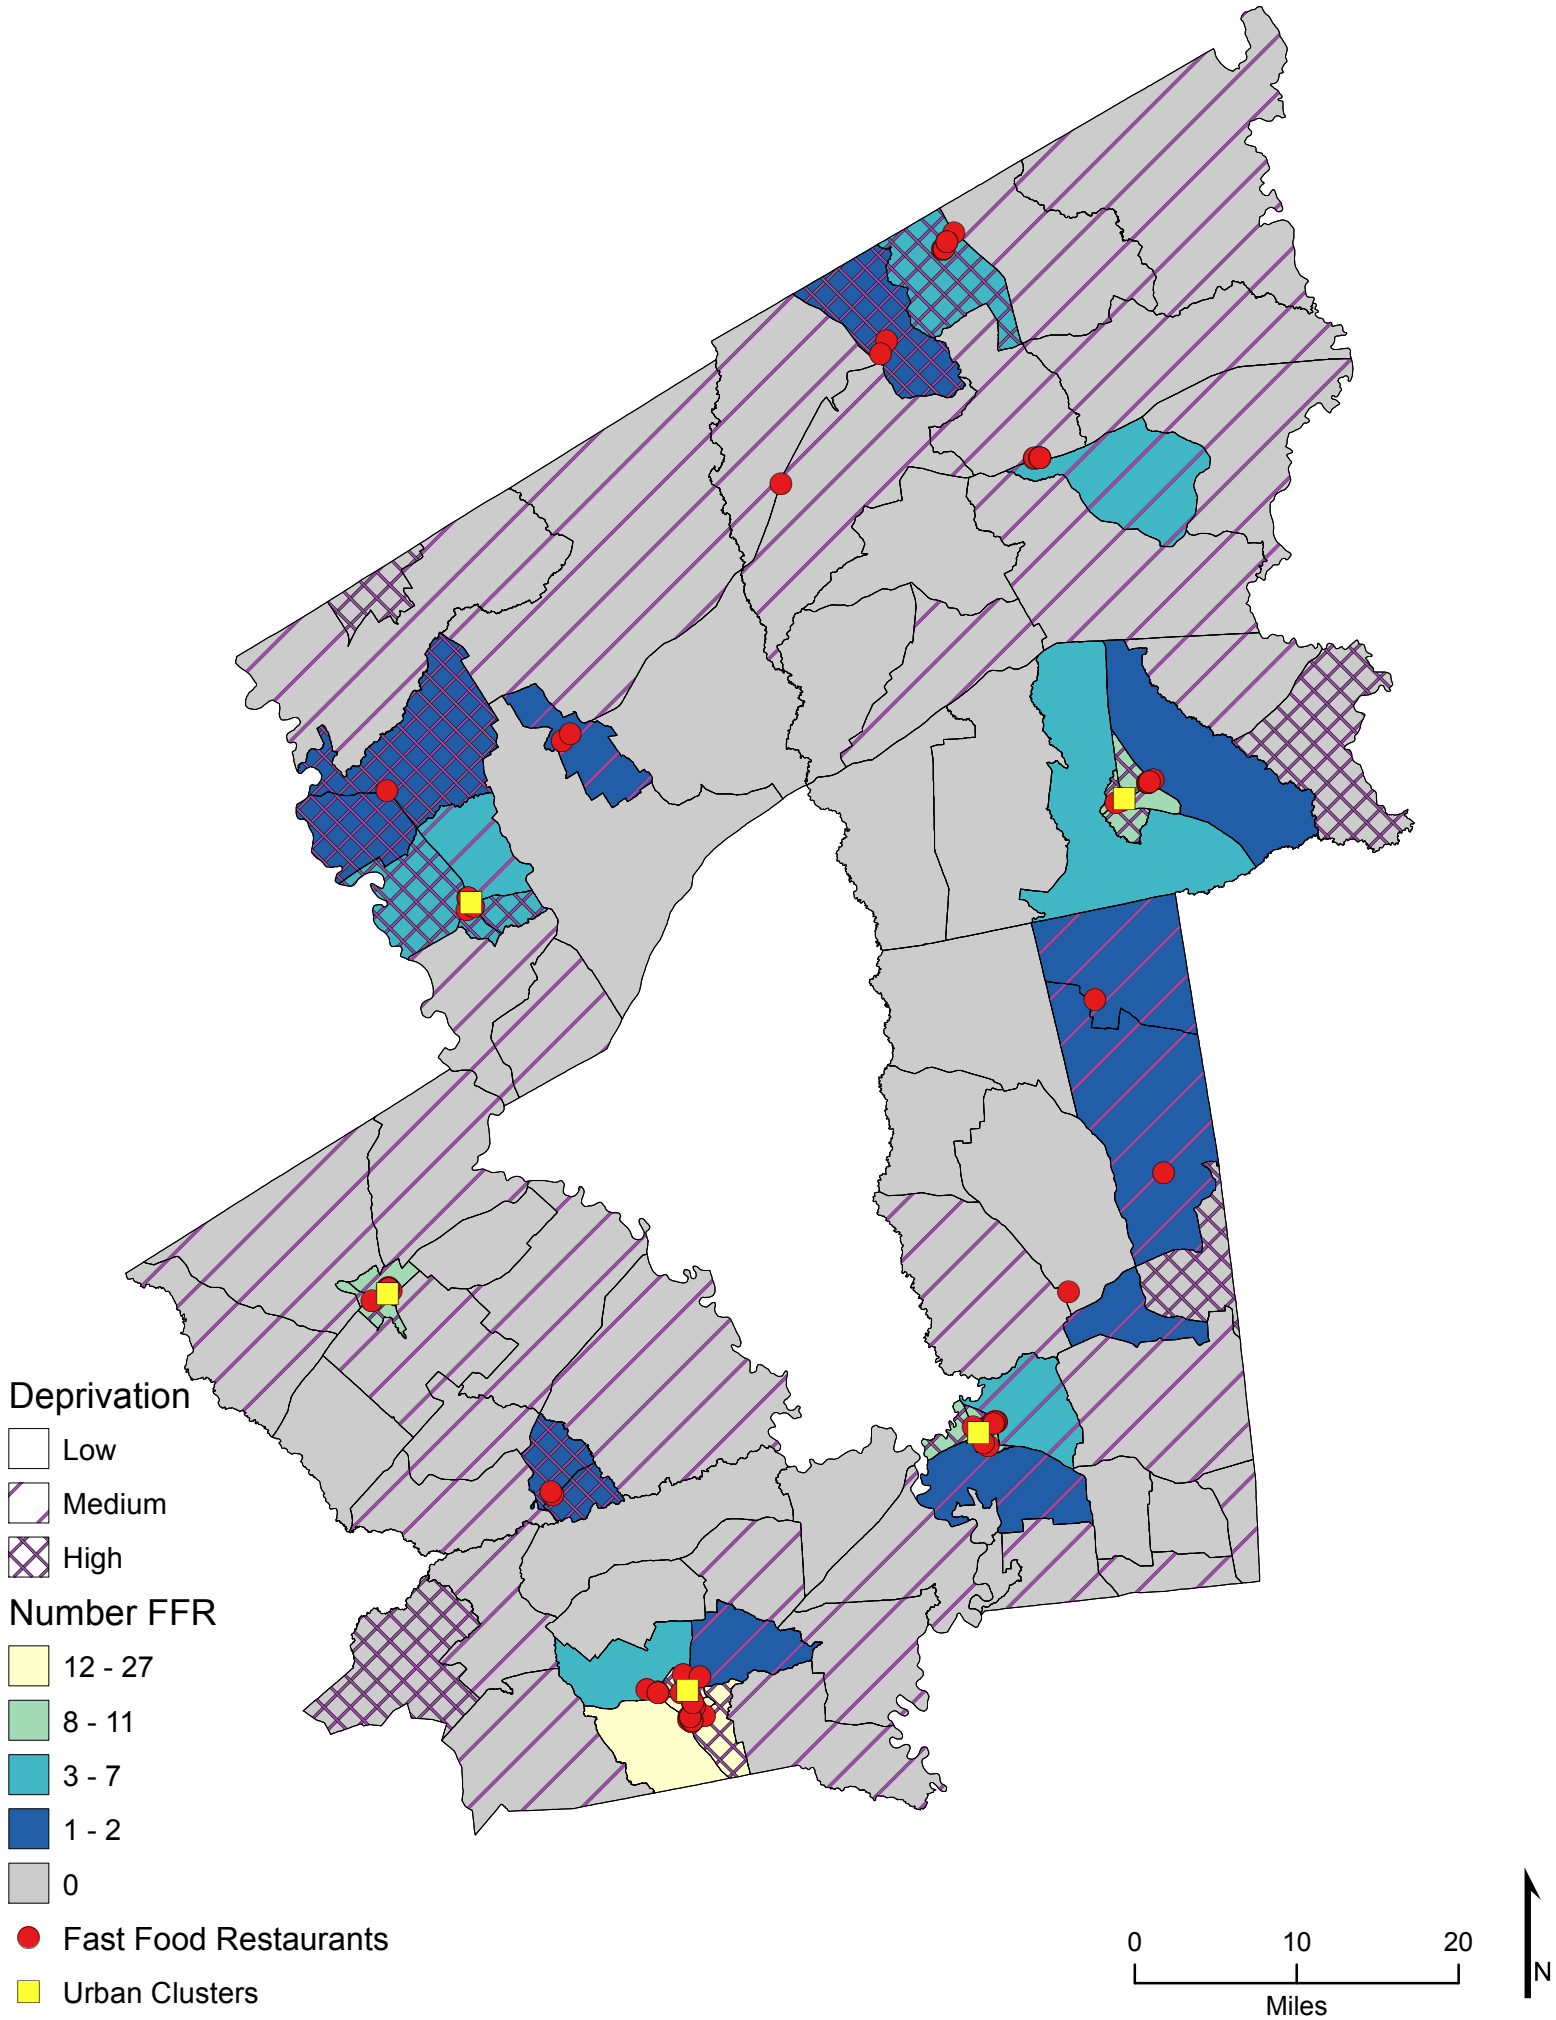 Deprivation
Low
Medium
High
Number FFR
12 - 27
8 - 11
3 - 7
1 - 2
0
Fast Food Restaurants
Urban Clusters
0 10 20
Miles
N